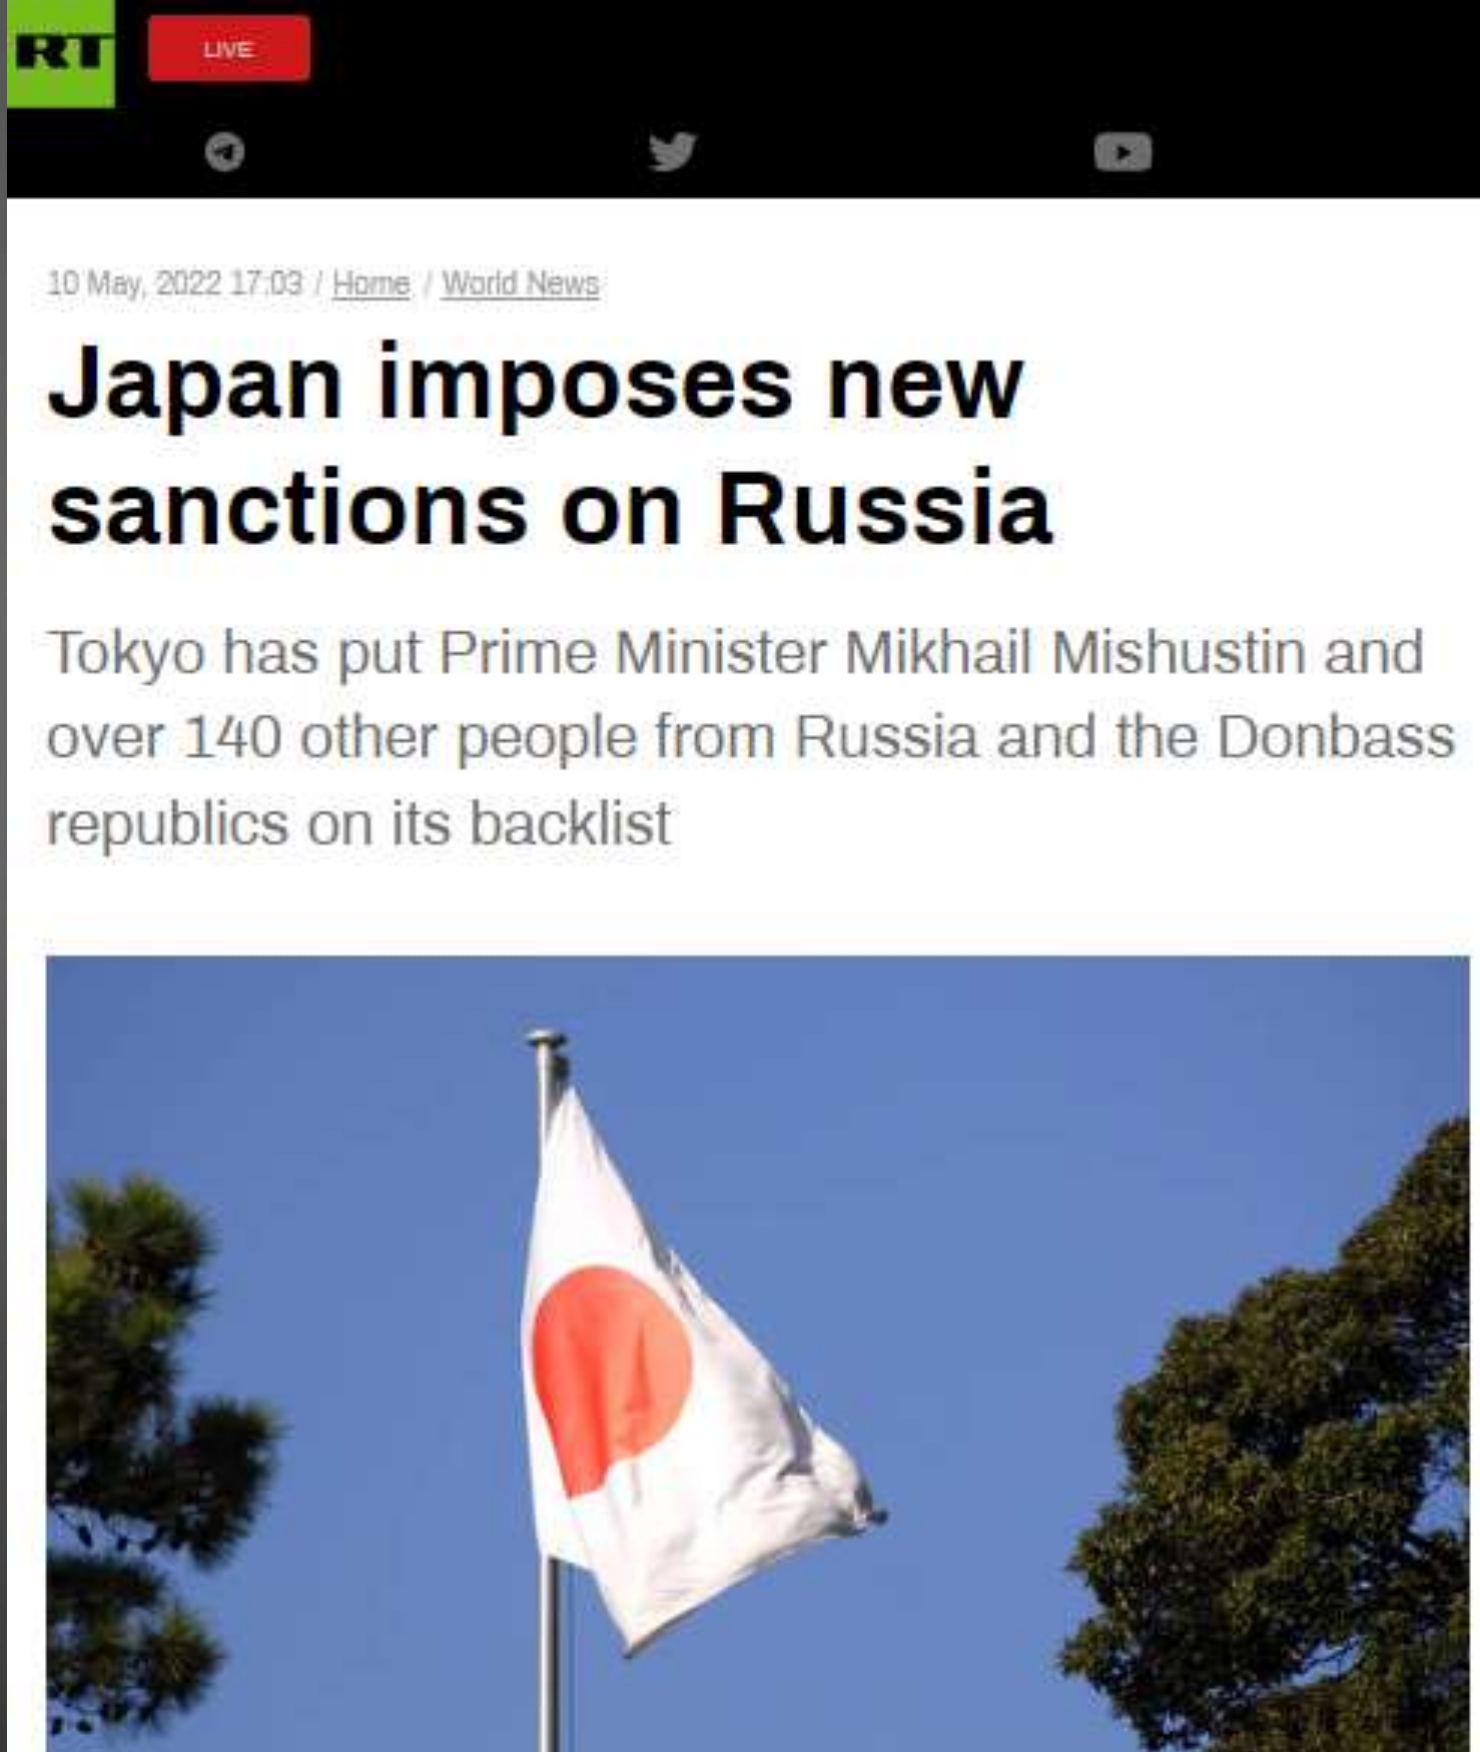 RT
LIVE
10 May, 2022 17:03 / Home / World News
Japan imposes new
sanctions on Russia
Tokyo has put Prime Minister Mikhail Mishustin and
over 140 other people from Russia and the Donbass
republics on its backlist